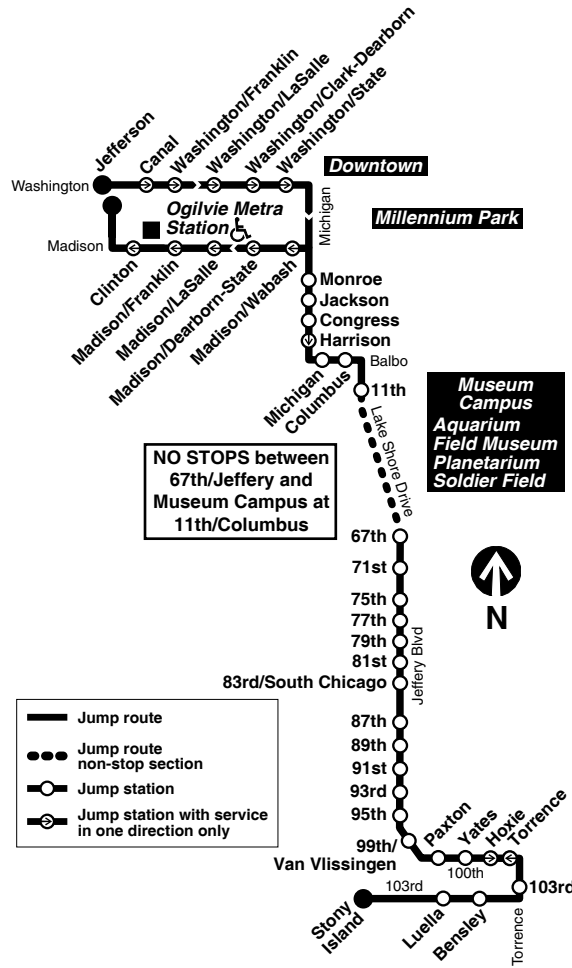 Jefferson
Canal
Washington/Franklin
Washington/LaSalle
Washington/Clark-Dearborn
Washington/State
Washington
Downtown
Michigan
Millennium Park
Ogilvie Metra
Station
Madison
Clinton
Madison/Franklin
Madison/LaSalle
Madison/Dearborn-State
Madison/Wabash
Monroe
Jackson
Congress
Harrison
Balbo
Michigan
Columbus
11th
Museum
Campus
Aquarium
Field Museum
Planetarium
Soldier Field
Lake Shore Drive
NO STOPS between
67th/Jeffery and
Museum Campus at
11th/Columbus
67th
71st
75th
77th
79th
81st
83rd/South Chicago
Jeffery Blvd
N
87th
89th
91st
93rd
95th
99th/
Van Vlissingen
Paxton
Yates
Hoxie
Torrence
100th
103rd
103rd
Stony
Island
Luella
Bensley
Torrence
Jump route
Jump route
non-stop section
Jump station
Jump station with service
in one direction only